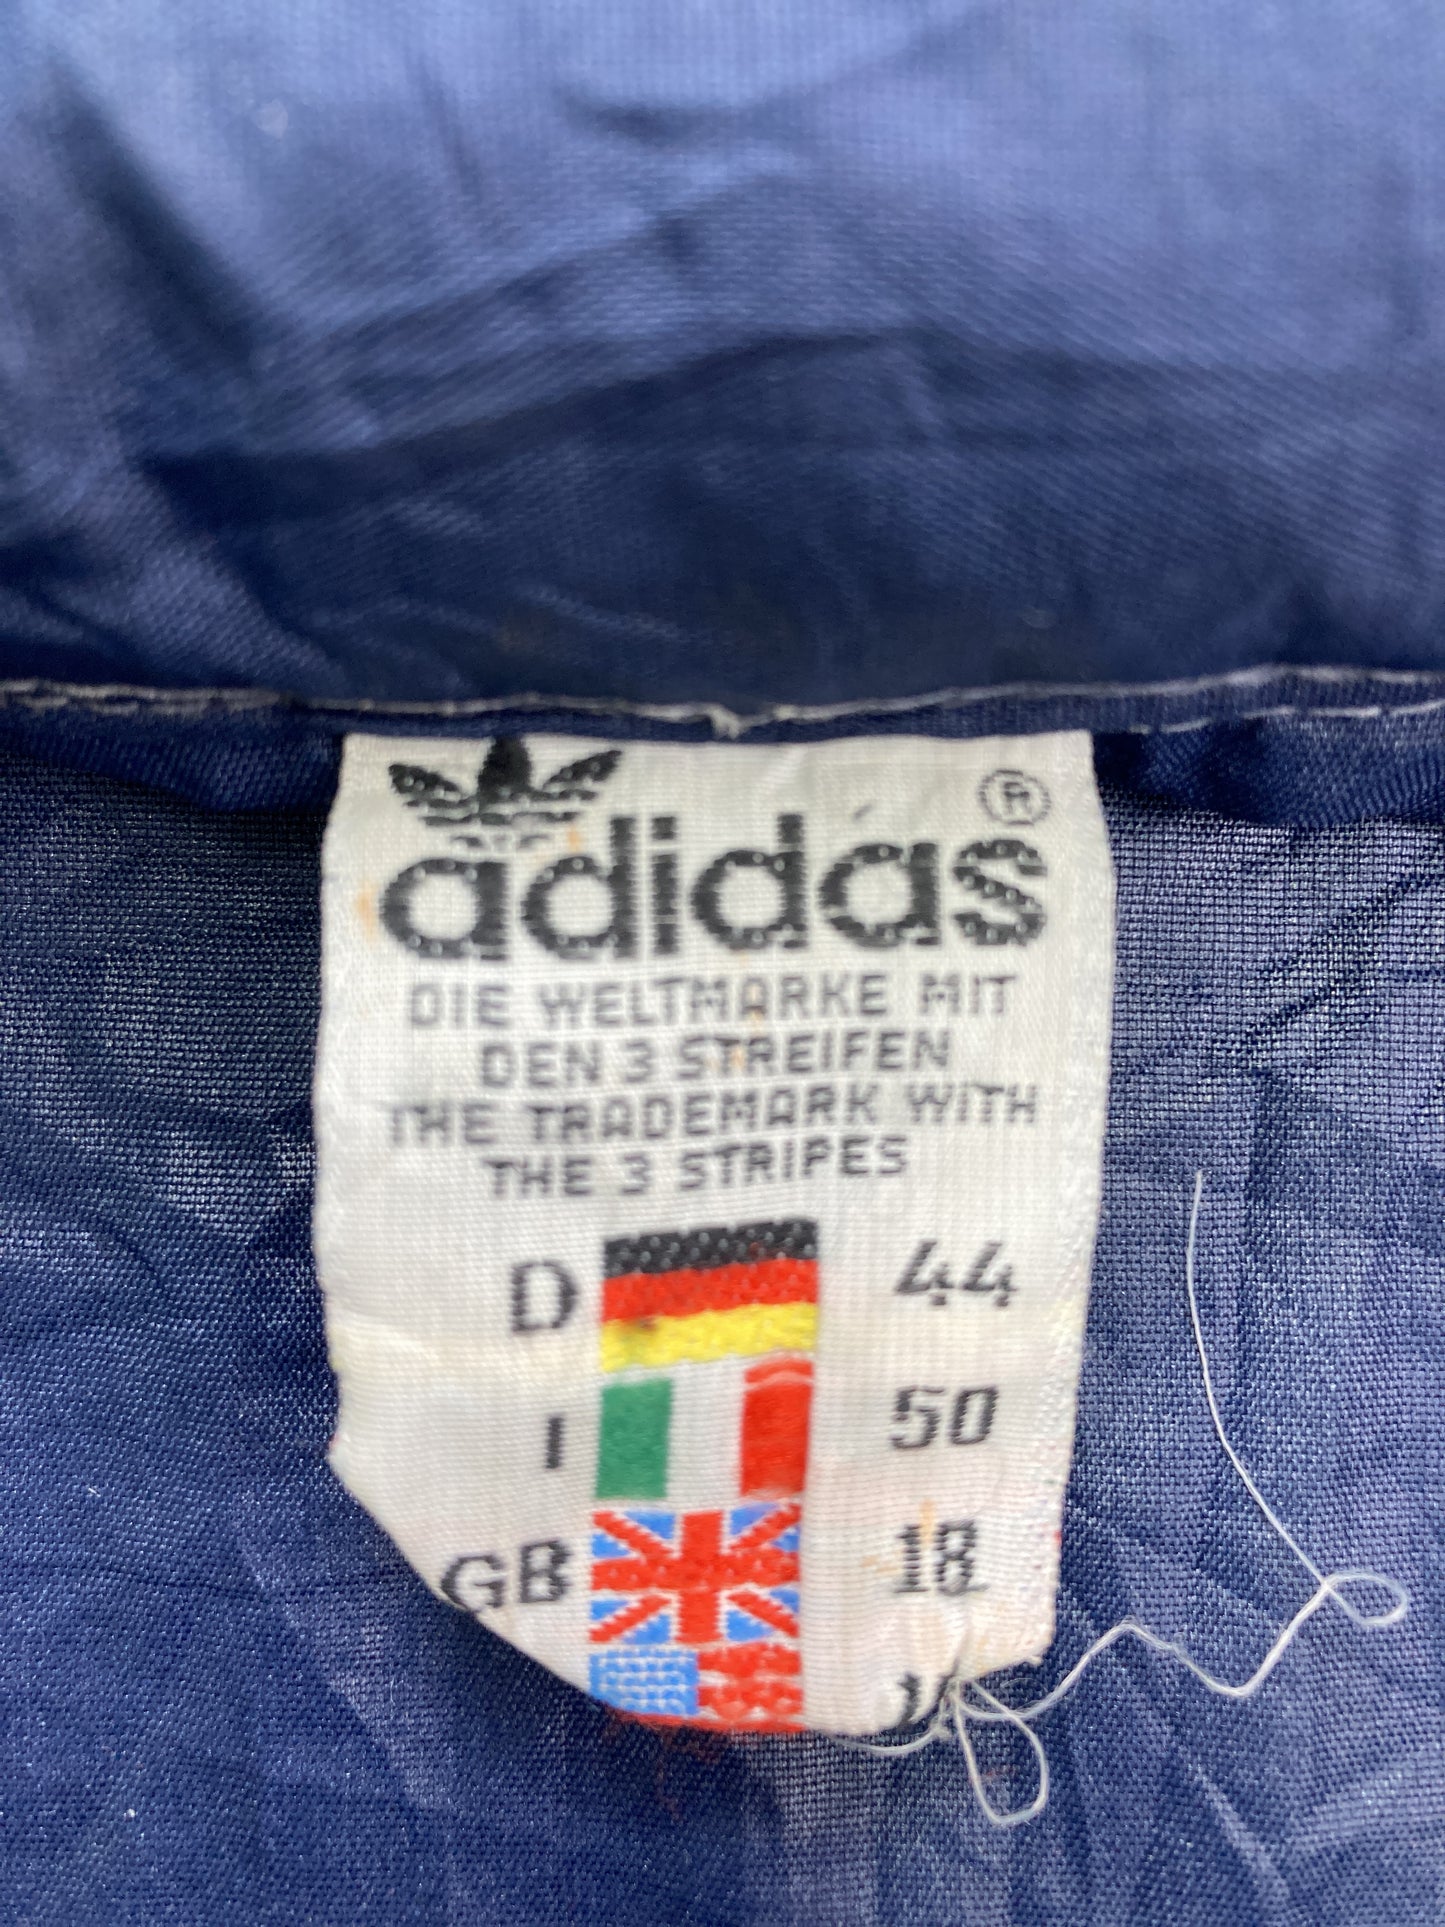 adidas ®
DIE WELTMARKE MIT
DEN 3 STREIFEN
THE TRADEMARK WITH
THE 3 STRIPES
D 44
I 50
GB 18